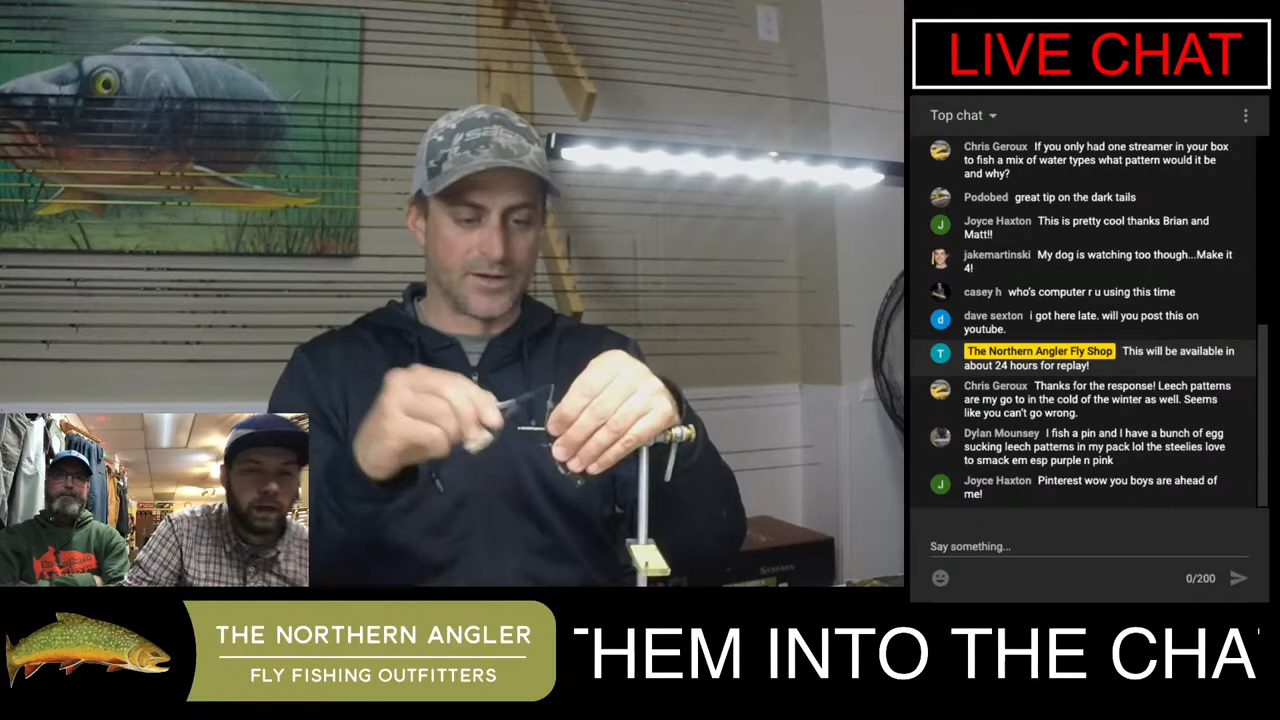 LIVE CHAT
Top chat
Chris Geroux If you only had one streamer in your box
to fish a mix of water types what pattern would it be
and why?
Podobed great tip on the dark tails
Joyce Haxton This is pretty cool thanks Brian and
Matt!!
jakemartinski My dog is watching too though...Make it
4!
casey h who's computer r u using this time
dave sexton i got here late. will you post this on
youtube.
The Northern Angler Fly Shop This will be available in
about 24 hours for replay!
Chris Geroux Thanks for the response! Leech patterns
are my go to in the cold of the winter as well. Seems
like you can't go wrong.
Dylan Mounsey I fish a pin and I have a bunch of egg
sucking leech patterns in my pack lol the steelies love
to smack em esp purple n pink
Joyce Haxton Pinterest wow you boys are ahead of
me!
Say something...
0/200
J
J
d
T
J
SIMMS
THE NORTHERN ANGLER
FLY FISHING OUTFITTERS
THEM INTO THE CHA